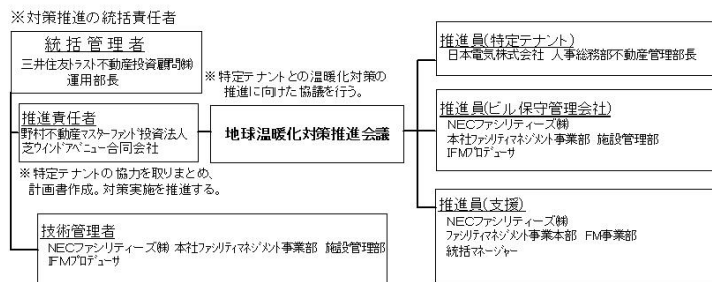 ※対策推進の統括責任者
統括管理者
三井住友トラスト不動産投資顧問㈱
運用部長
※特定テナントとの温暖化対策の
推進に向けた協議を行う。
推進責任者
野村不動産マスターファンド投資法人
芝ウィンドアベニュー合同会社
※特定テナントの協力を取りまとめ、
計画書作成。対策実施を推進する。
地球温暖化対策推進会議
技術管理者
NECファシリティーズ㈱ 本社ファシリティマネジメント事業部 施設管理部
IFMプロデューサ
推進員(特定テナント)
日本電気株式会社 人事総務部不動産管理部長
推進員(ビル保守管理会社)
NECファシリティーズ㈱
本社ファシリティマネジメント事業部 施設管理部
IFMプロデューサ
推進員(支援)
NECファシリティーズ㈱
ファシリティマネジメント事業本部 FM事業部
統括マネージャー